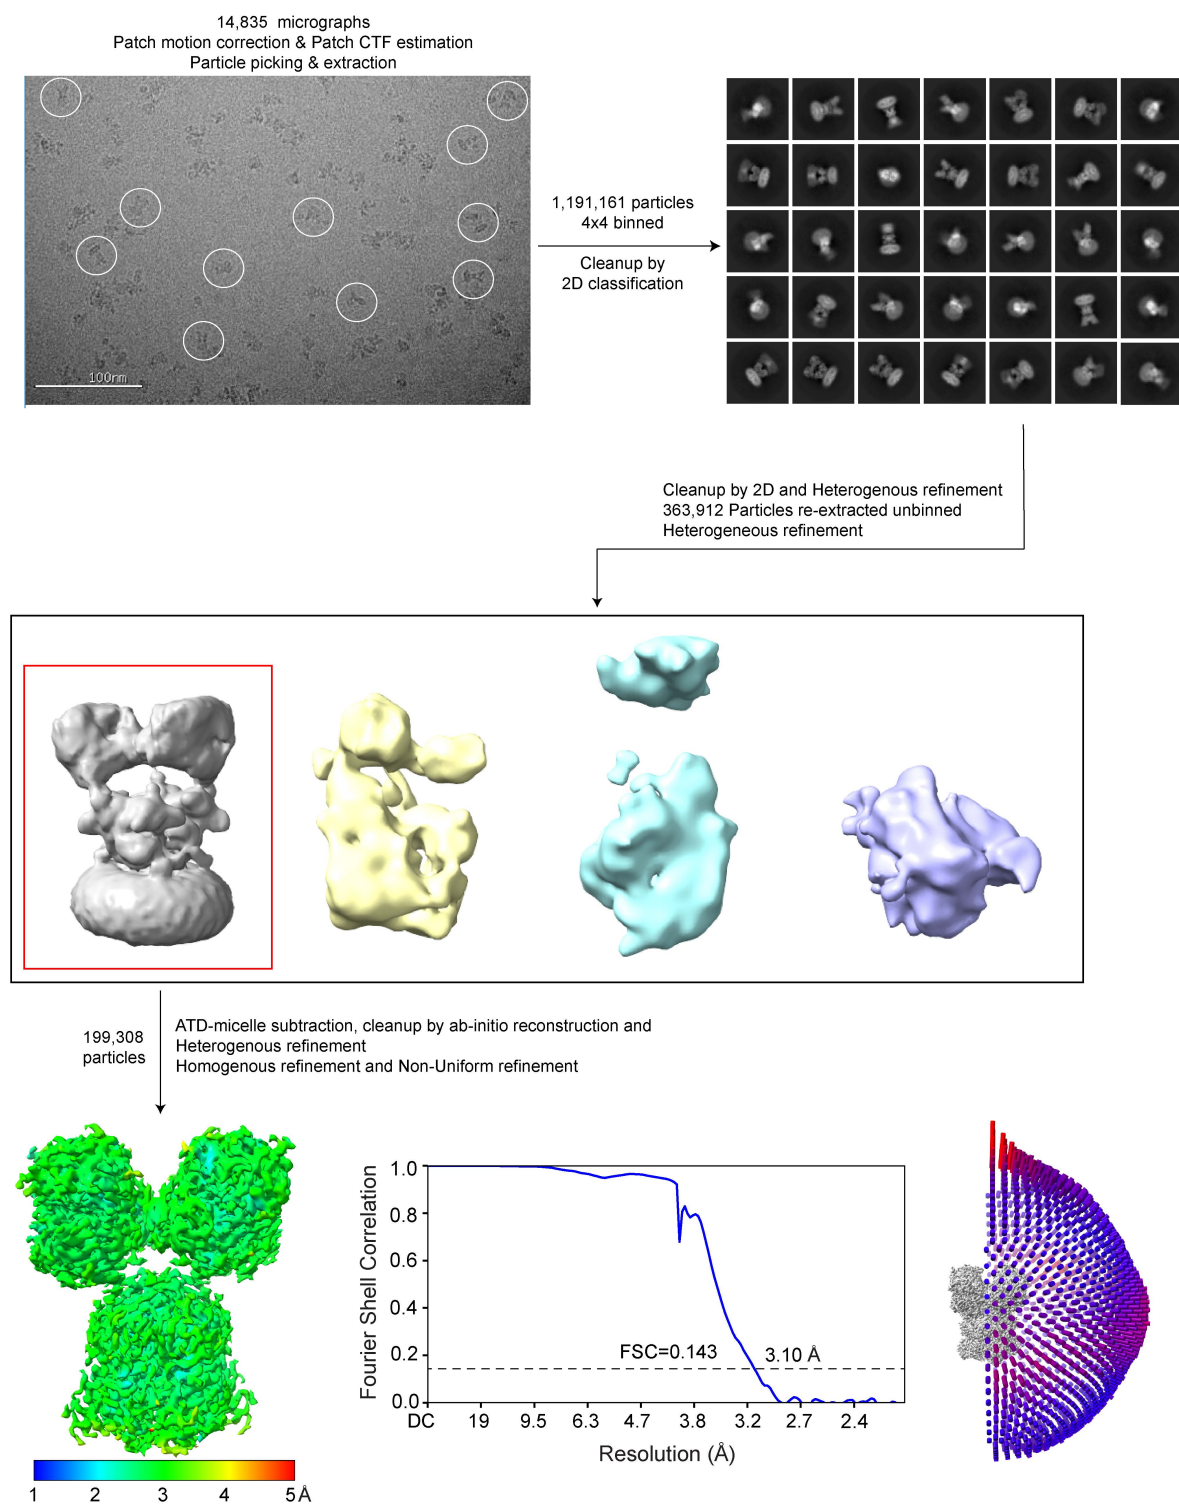 14,835 micrographs
Patch motion correction & Patch CTF estimation
Particle picking & extraction
100nm
1,191,161 particles
4x4 binned
Cleanup by
2D classification
Cleanup by 2D and Heterogenous refinement
363,912 Particles re-extracted unbinned
Heterogeneous refinement
199,308
particles
ATD-micelle subtraction, cleanup by ab-initio reconstruction and
Heterogenous refinement
Homogenous refinement and Non-Uniform refinement
1 2 3 4 5 Å
Fourier Shell Correlation
1.0
0.8
0.6
0.4
0.2
0.0
FSC=0.143 3.10 Å
DC 19 9.5 6.3 4.7 3.8 3.2 2.7 2.4
Resolution (Å)